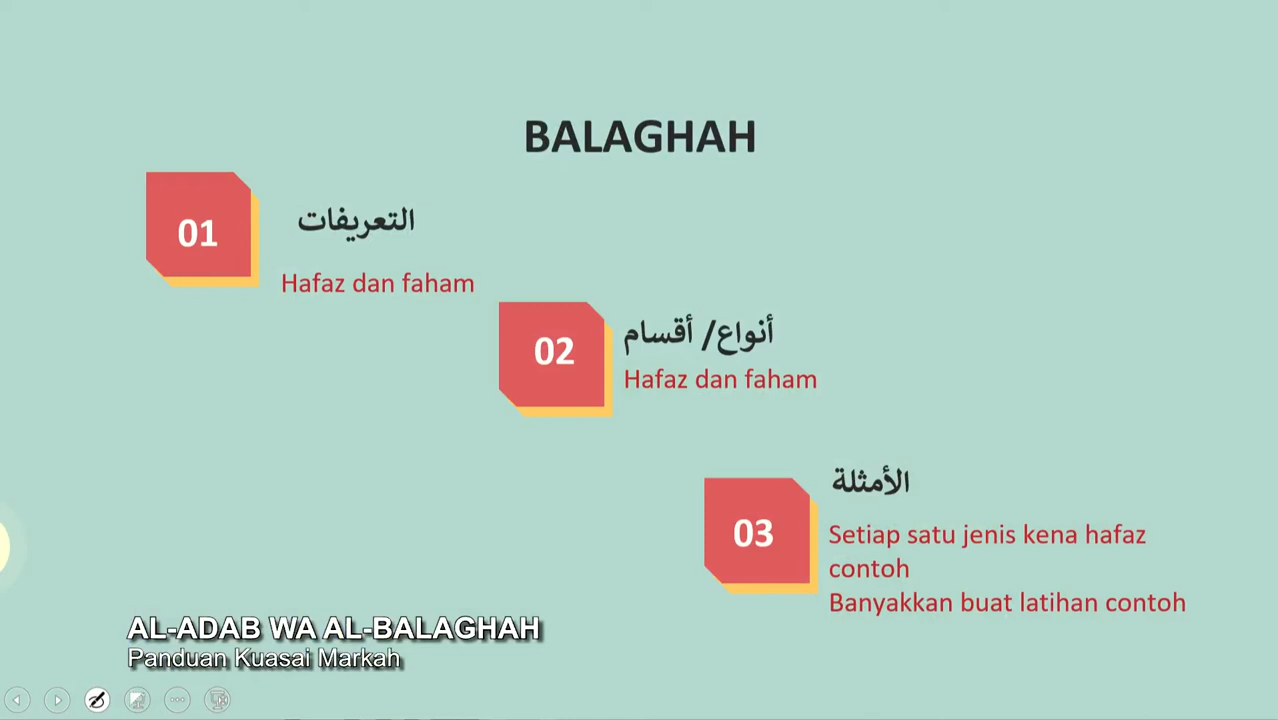 BALAGHAH
01
التعريفات
Hafaz dan faham
02
أنواع/ أقسام
Hafaz dan faham
03
الأمثلة
Setiap satu jenis kena hafaz
contoh
Banyakkan buat latihan contoh
AL-ADAB WA AL-BALAGHAH
Panduan Kuasai Markah